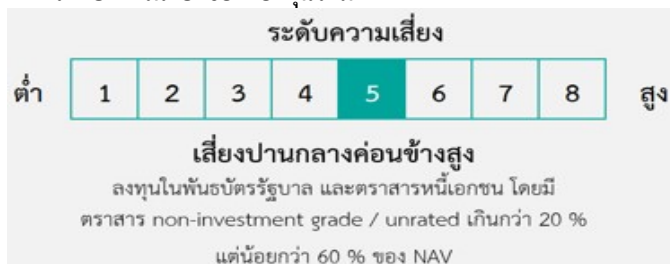 ระดับความเสี่ยง
ต่ำ 1 2 3 4 5 6 7 8 สูง
เสี่ยงปานกลางค่อนข้างสูง
ลงทุนในพันธบัตรรัฐบาล และตราสารหนี้เอกชน โดยมี
ตราสาร non-investment grade / unrated เกินกว่า 20 %
แต่น้อยกว่า 60 % ของ NAV